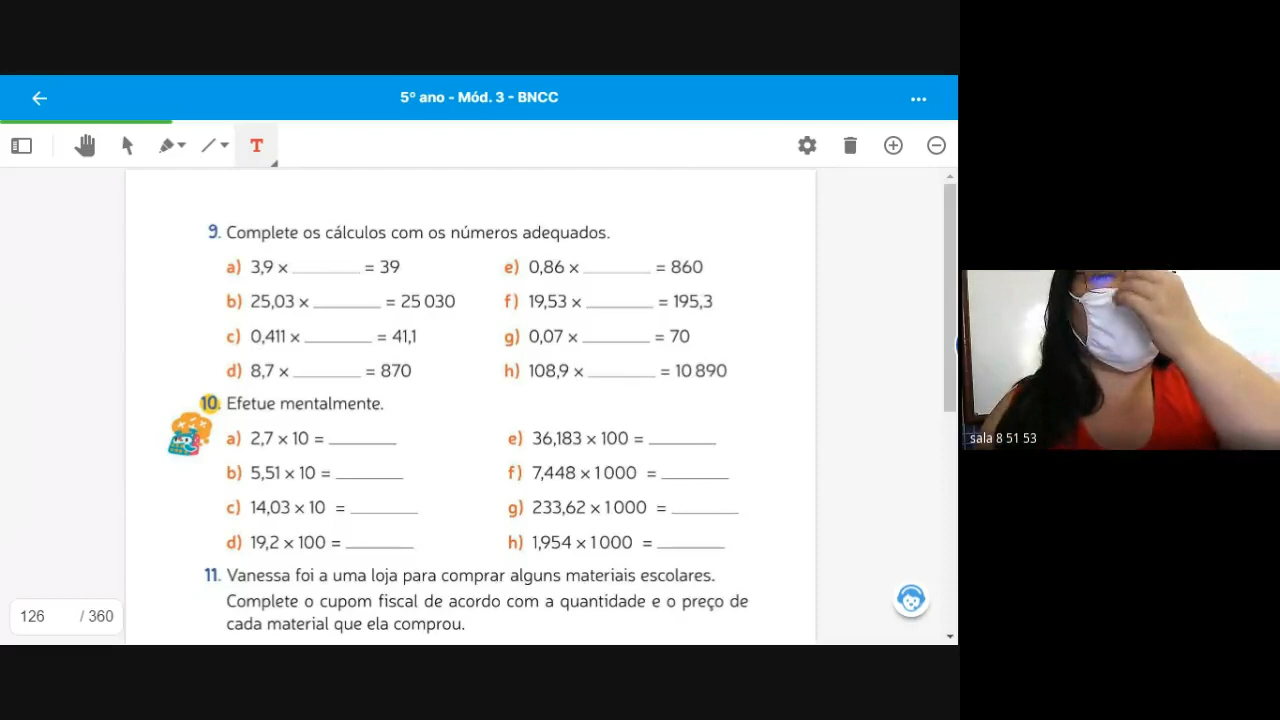 5º ano - Mód. 3 - BNCC
T
9. Complete os cálculos com os números adequados.
a) 3,9 × ________ = 39
e) 0,86 × ________ = 860
b) 25,03 × ________ = 25 030
f) 19,53 × ________ = 195,3
c) 0,411 × ________ = 41,1
g) 0,07 × ________ = 70
d) 8,7 × ________ = 870
h) 108,9 × ________ = 10 890
10. Efetue mentalmente.
a) 2,7 × 10 = ________
e) 36,183 × 100 = ________
b) 5,51 × 10 = ________
f) 7,448 × 1 000 = ________
c) 14,03 × 10 = ________
g) 233,62 × 1 000 = ________
d) 19,2 × 100 = ________
h) 1,954 × 1 000 = ________
11. Vanessa foi a uma loja para comprar alguns materiais escolares.
Complete o cupom fiscal de acordo com a quantidade e o preço de
cada material que ela comprou.
126 / 360
sala 8 51 53